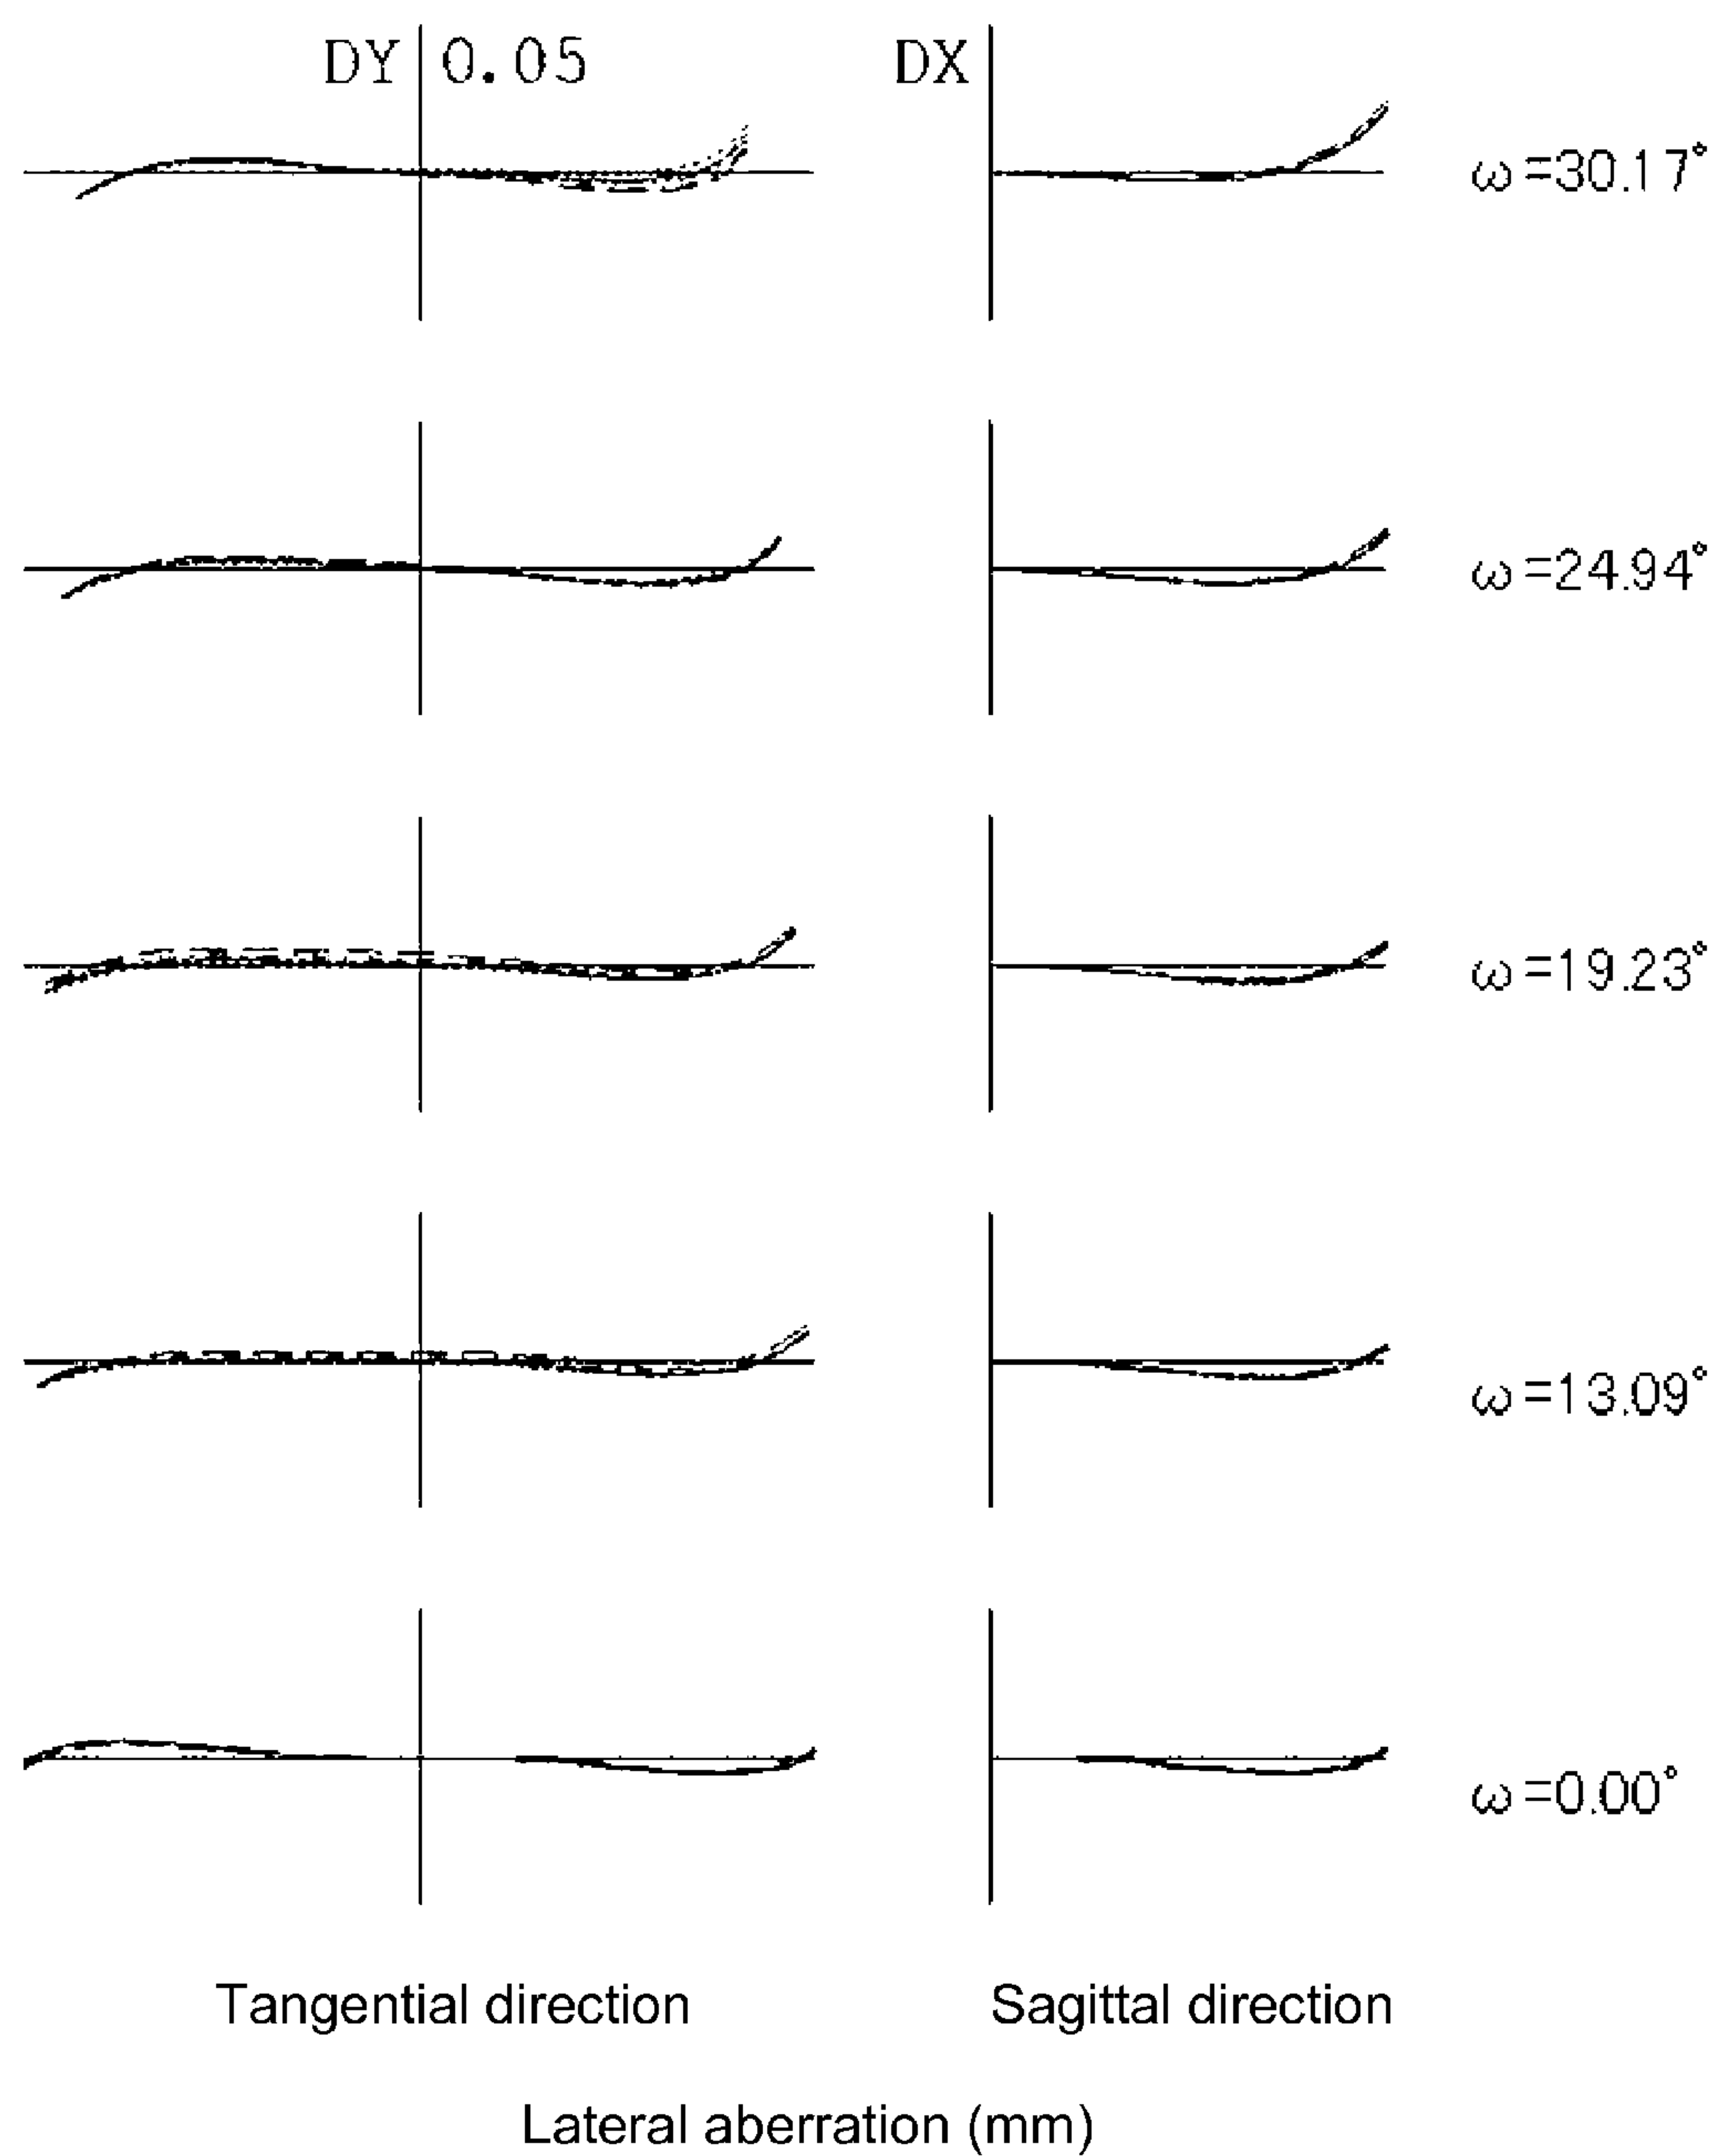 DY 0.05 DX
ω=30.17°
ω=24.94°
ω=19.23°
ω=13.09°
ω=0.00°
Tangential direction Sagittal direction
Lateral aberration (mm)